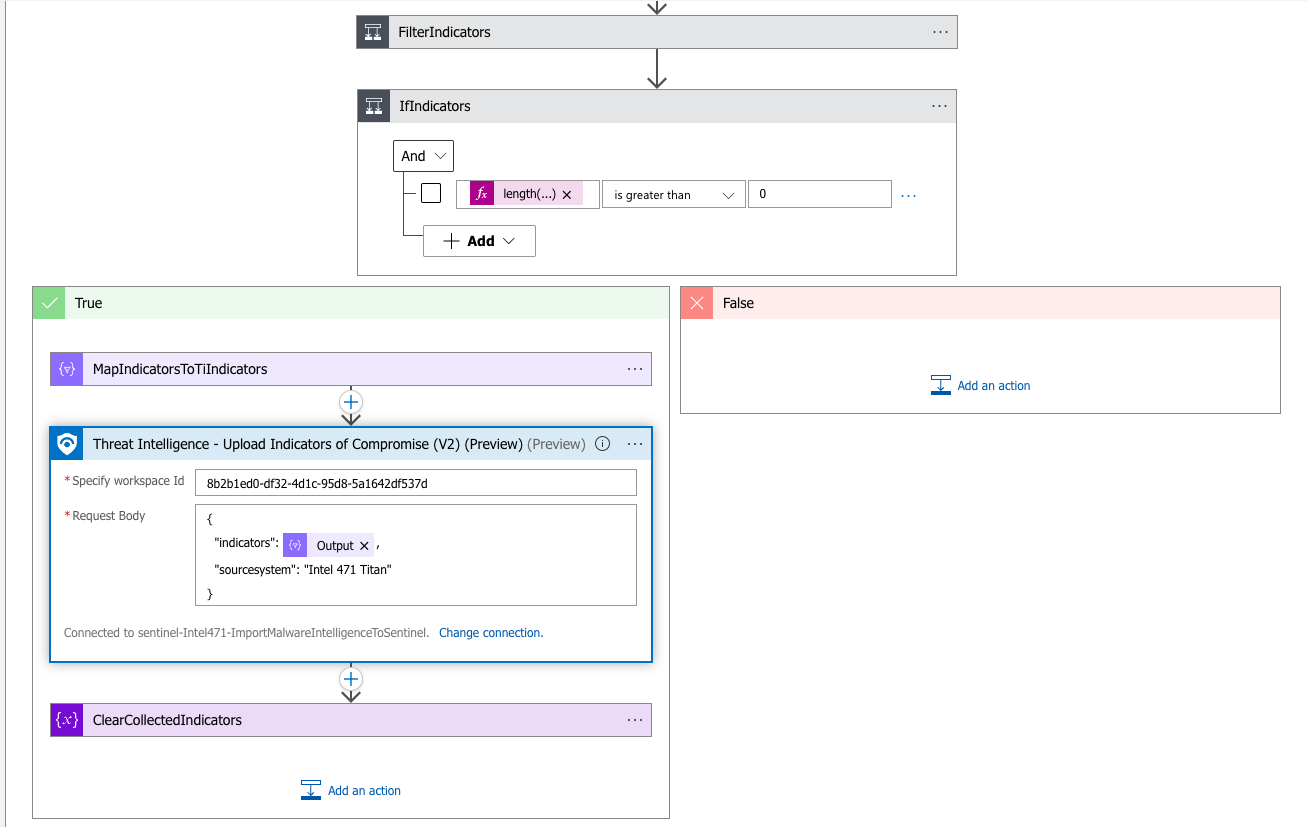 FilterIndicators ...
IfIndicators ...
And
fx length(...) × is greater than 0 ...
+ Add
True
False
{▿} MapIndicatorsToTiIndicators ...
Add an action
Threat Intelligence - Upload Indicators of Compromise (V2) (Preview) (Preview) i ...
*Specify workspace Id 8b2b1ed0-df32-4d1c-95d8-5a1642df537d
*Request Body {
"indicators": {▿} Output × ,
"sourcesystem": "Intel 471 Titan"
}
Connected to sentinel-Intel471-ImportMalwareIntelligenceToSentinel. Change connection.
{x} ClearCollectedIndicators ...
Add an action